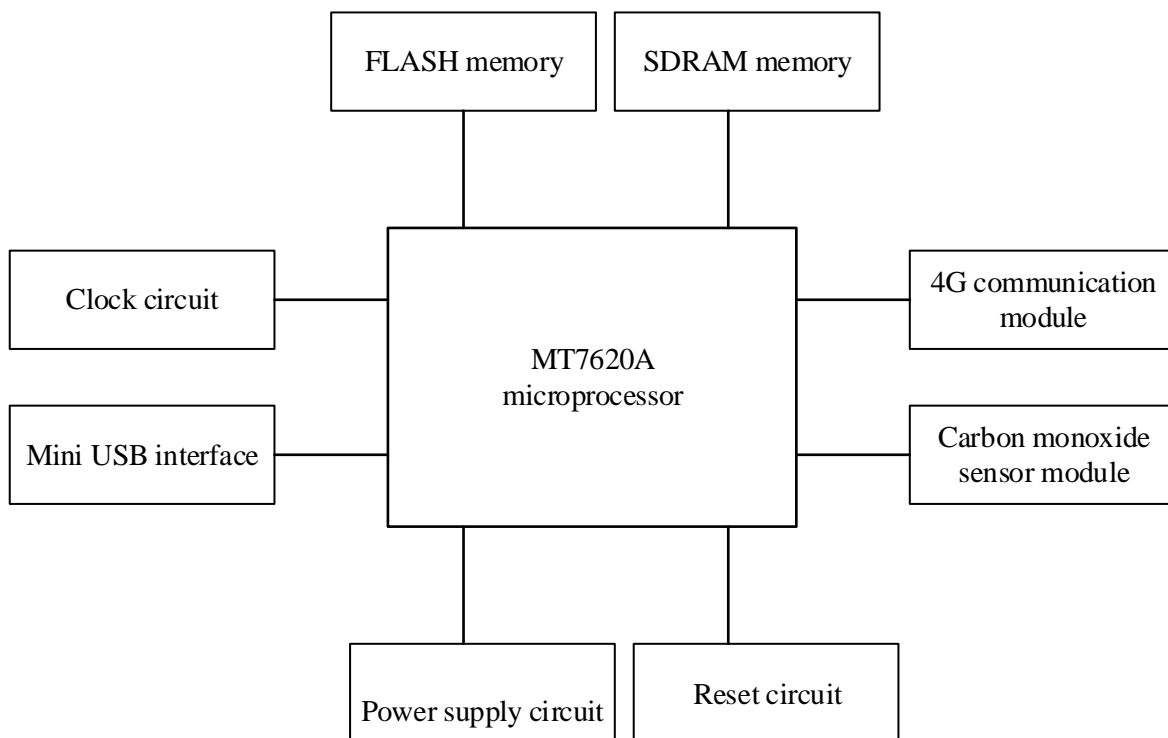 FLASH memory
SDRAM memory
Clock circuit
4G communication
module
MT7620A
microprocessor
Mini USB interface
Carbon monoxide
sensor module
Power supply circuit
Reset circuit